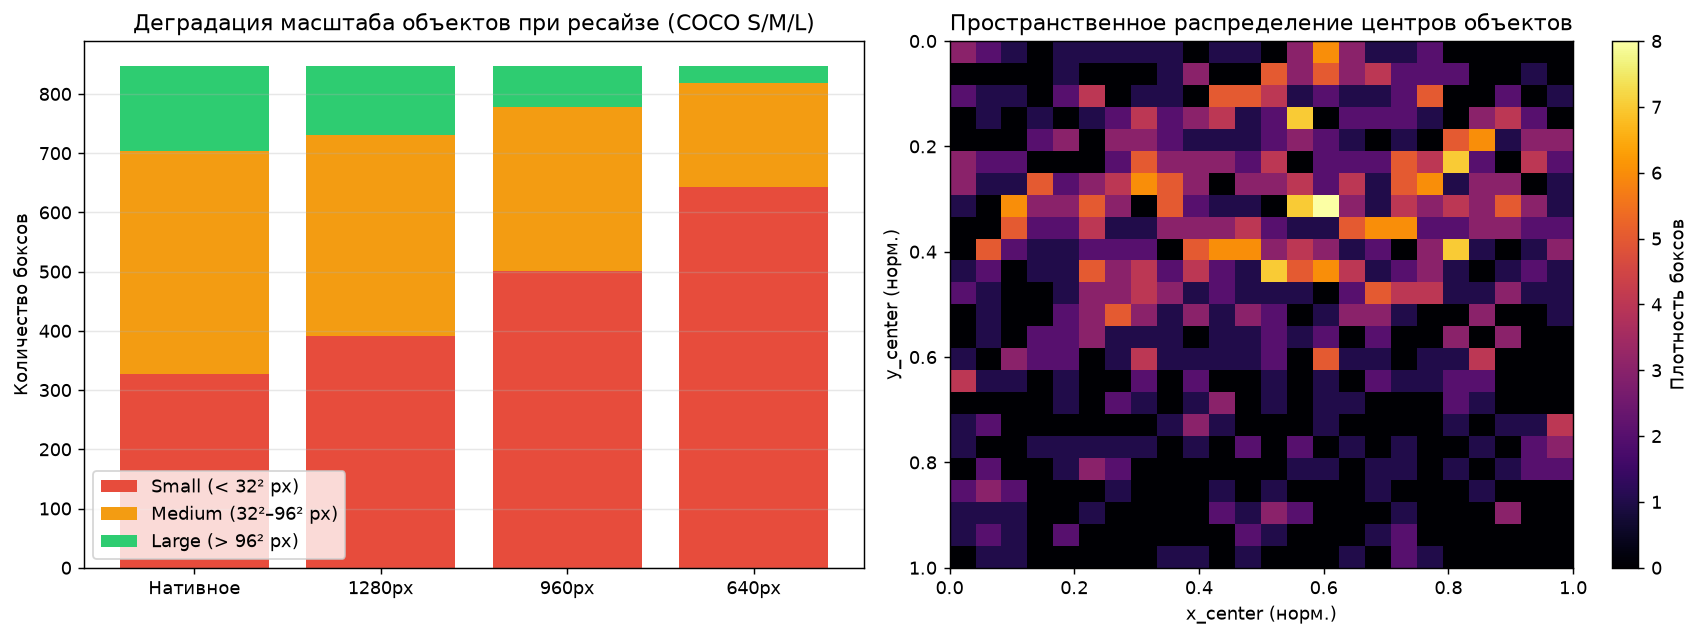 Деградация масштаба объектов при ресайзе (COCO S/M/L)
Количество боксов
800
700
600
500
400
300
200
100
0
Small (< 32² px)
Medium (32²–96² px)
Large (> 96² px)
Нативное
1280px
960px
640px
Пространственное распределение центров объектов
y_center (норм.)
0.0
0.2
0.4
0.6
0.8
1.0
0.0
0.2
0.4
0.6
0.8
1.0
x_center (норм.)
8
7
6
5
4
3
2
1
0
Плотность боксов